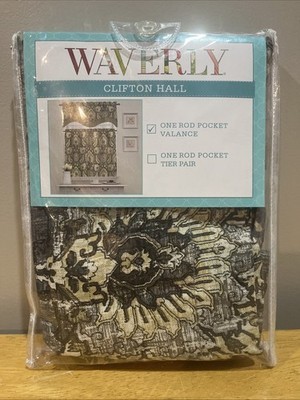 WAVERLY
CLIFTON HALL
ONE ROD POCKET
VALANCE
ONE ROD POCKET
TIER PAIR